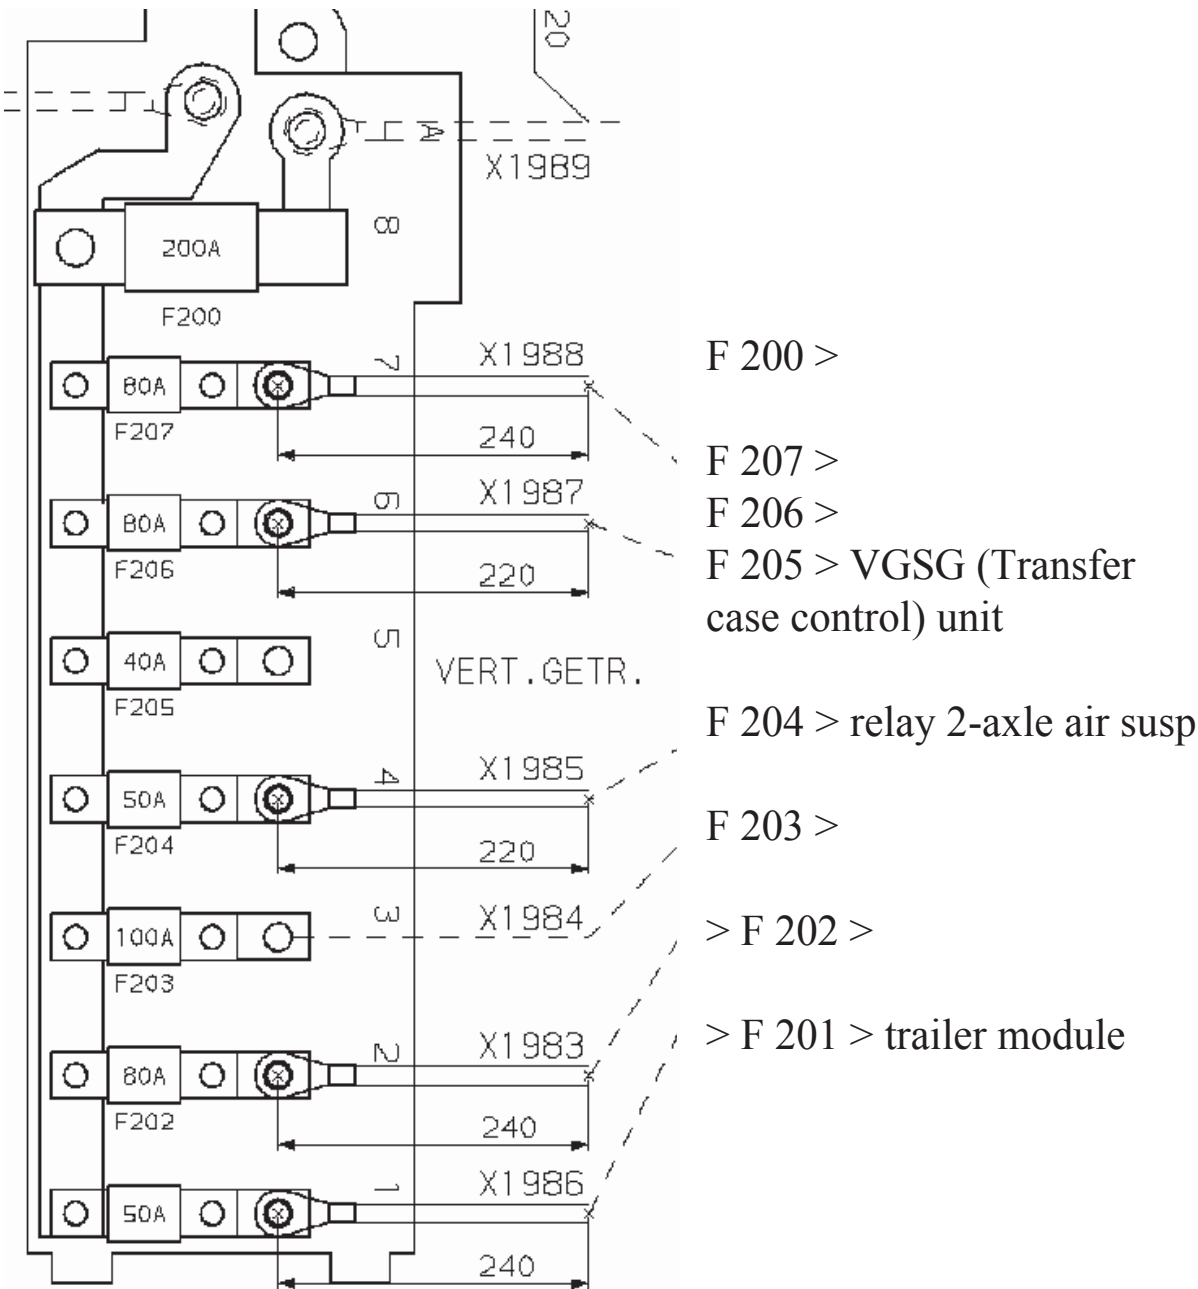 20
A
X1989
8
200A
F200
7
X1988
F 200 >
80A
F207
240
F 207 >
6
X1987
F 206 >
80A
F206
220
F 205 > VGSG (Transfer
case control) unit
5
40A
VERT.GETR.
F205
F 204 > relay 2-axle air susp
4
X1985
50A
F204
220
F 203 >
3
X1984
100A
F203
> F 202 >
2
X1983
80A
F202
240
> F 201 > trailer module
1
X1986
50A
240